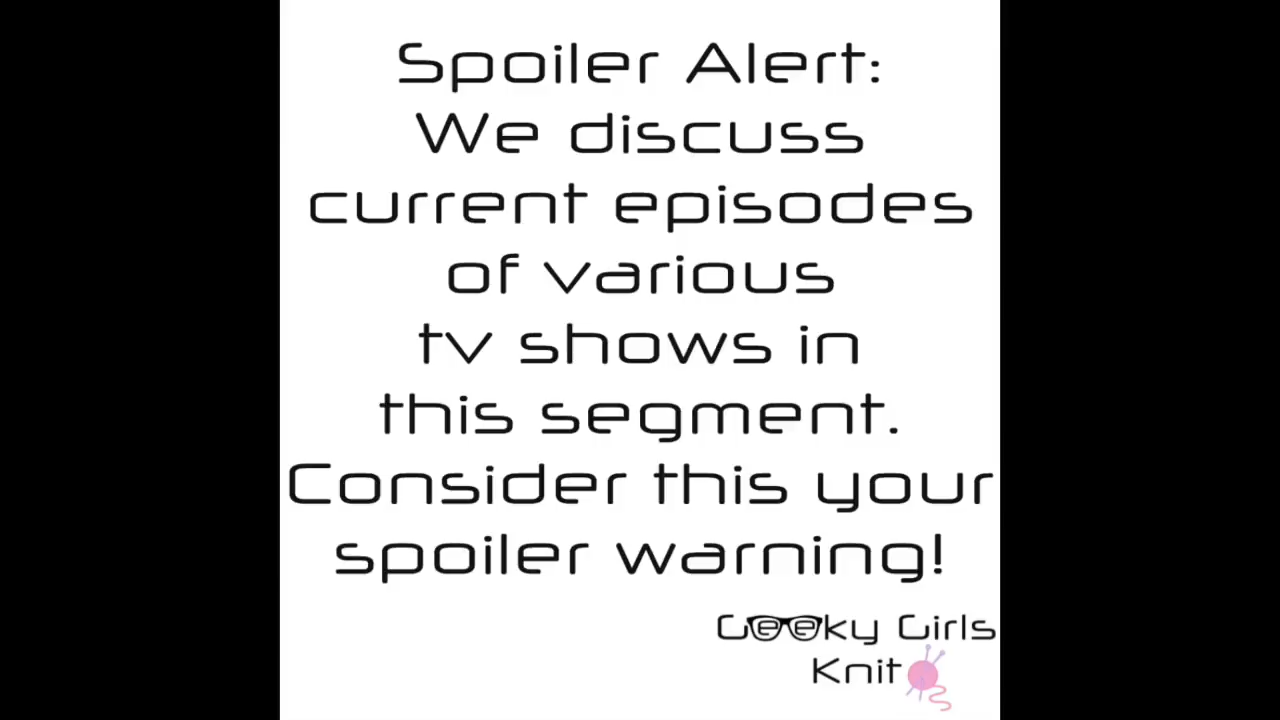 Spoiler Alert:
We discuss
current episodes
of various
tv shows in
this segment.
Consider this your
spoiler warning!
Geeky Girls
Knit